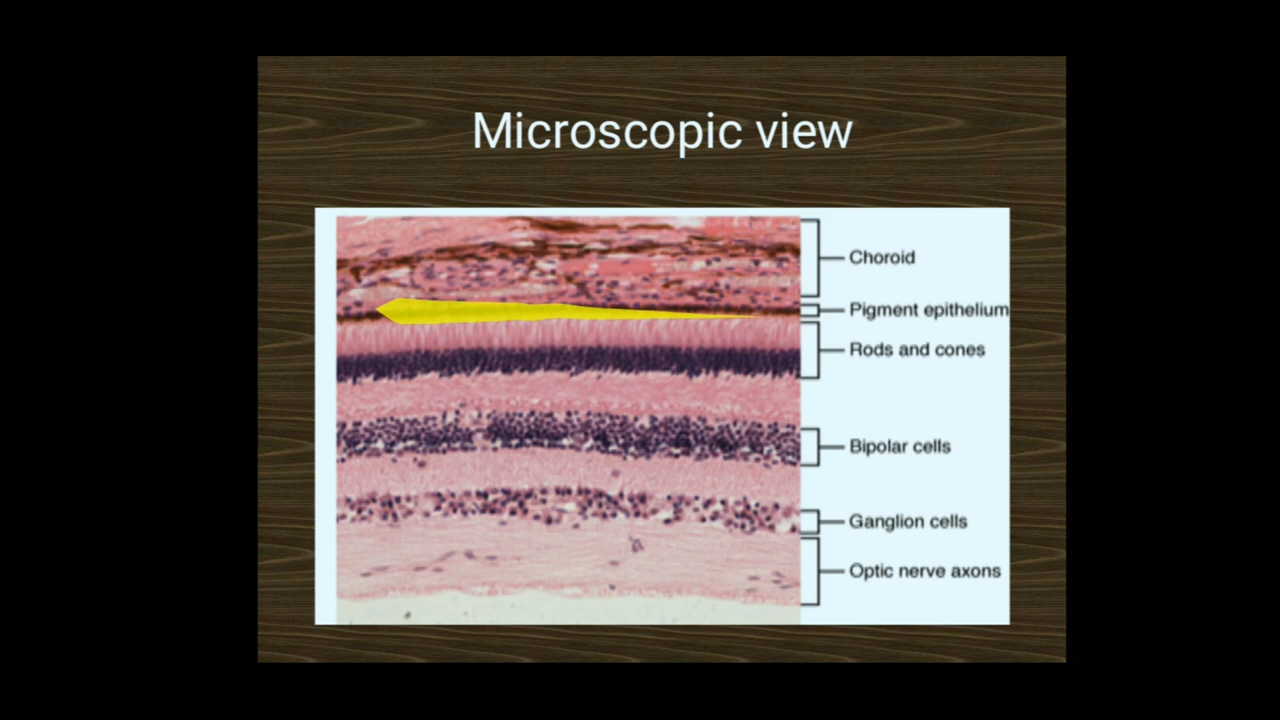 Microscopic view
Choroid
Pigment epithelium
Rods and cones
Bipolar cells
Ganglion cells
Optic nerve axons